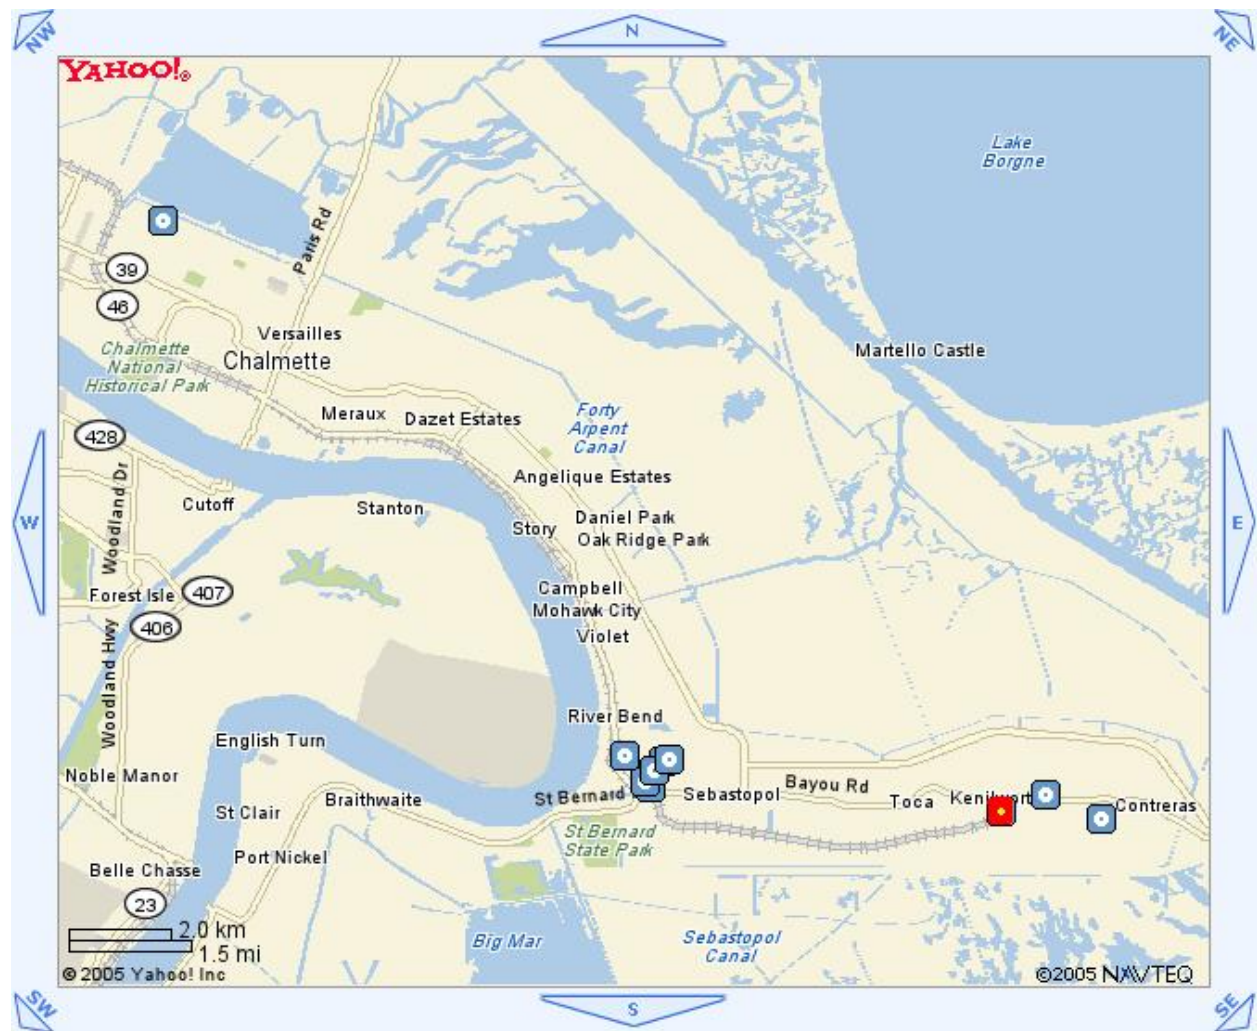 NW
N
NE
YAHOO!®
Lake
Borgne
Paris Rd
39
46
Versailles
Chalmette
Chalmette
National
Historical Park
Martello Castle
Meraux
Dazet Estates
Forty
Arpent
Canal
428
Woodland Dr
Angelique Estates
Cutoff
Stanton
Story
Daniel Park
Oak Ridge Park
W
E
Forest Isle
407
406
Campbell
Mohawk City
Violet
Woodland Hwy
River Bend
English Turn
Noble Manor
St Clair
Braithwaite
St Bernard
Sebastopol
Bayou Rd
Toca
Kenilwort
Contreras
St Bernard
State Park
Port Nickel
Belle Chasse
23
2.0 km
1.5 mi
Big Mar
Sebastopol
Canal
© 2005 Yahoo! Inc
©2005 NAVTEQ
SW
S
SE